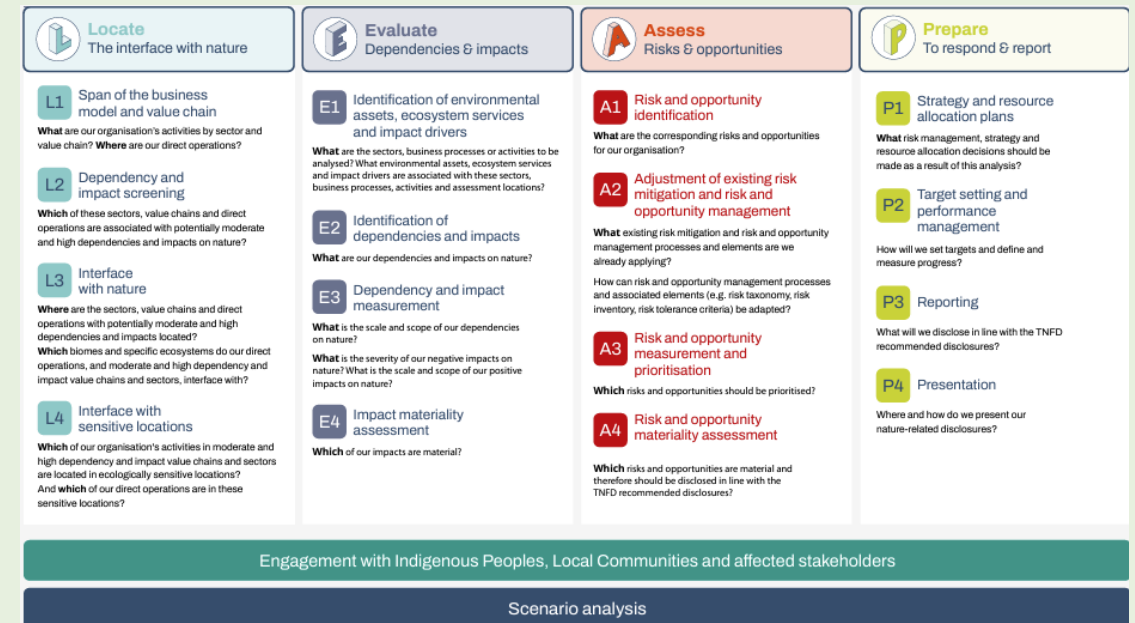 Locate
The interface with nature
L1
Span of the business
model and value chain
What are our organisation's activities by sector and
value chain? Where are our direct operations?
L2
Dependency and
impact screening
Which of these sectors, value chains and direct
operations are associated with potentially moderate
and high dependencies and impacts on nature?
L3
Interface
with nature
Where are the sectors, value chains and direct
operations with potentially moderate and high
dependencies and impacts located?
Which biomes and specific ecosystems do our direct
operations, and moderate and high dependency and
impact value chains and sectors, interface with?
L4
Interface with
sensitive locations
Which of our organisation's activities in moderate and
high dependency and impact value chains and sectors
are located in ecologically sensitive locations?
And which of our direct operations are in these
sensitive locations?
Evaluate
Dependencies & impacts
E1
Identification of environmental
assets, ecosystem services
and impact drivers
What are the sectors, business processes or activities to be
analysed? What environmental assets, ecosystem services
and impact drivers are associated with these sectors,
business processes, activities and assessment locations?
E2
Identification of
dependencies and impacts
What are our dependencies and impacts on nature?
E3
Dependency and impact
measurement
What is the scale and scope of our dependencies
on nature?
What is the severity of our negative impacts on
nature? What is the scale and scope of our positive
impacts on nature?
E4
Impact materiality
assessment
Which of our impacts are material?
Assess
Risks & opportunities
A1
Risk and opportunity
identification
What are the corresponding risks and opportunities
for our organisation?
A2
Adjustment of existing risk
mitigation and risk and
opportunity management
What existing risk mitigation and risk and opportunity
management processes and elements are we
already applying?
How can risk and opportunity management processes
and associated elements (e.g. risk taxonomy, risk
inventory, risk tolerance criteria) be adapted?
A3
Risk and opportunity
measurement and
prioritisation
Which risks and opportunities should be prioritised?
A4
Risk and opportunity
materiality assessment
Which risks and opportunities are material and
therefore should be disclosed in line with the
TNFD recommended disclosures?
Prepare
To respond & report
P1
Strategy and resource
allocation plans
What risk management, strategy and
resource allocation decisions should be
made as a result of this analysis?
P2
Target setting and
performance
management
How will we set targets and define and
measure progress?
P3
Reporting
What will we disclose in line with the TNFD
recommended disclosures?
P4
Presentation
Where and how do we present our
nature-related disclosures?
Engagement with Indigenous Peoples, Local Communities and affected stakeholders
Scenario analysis